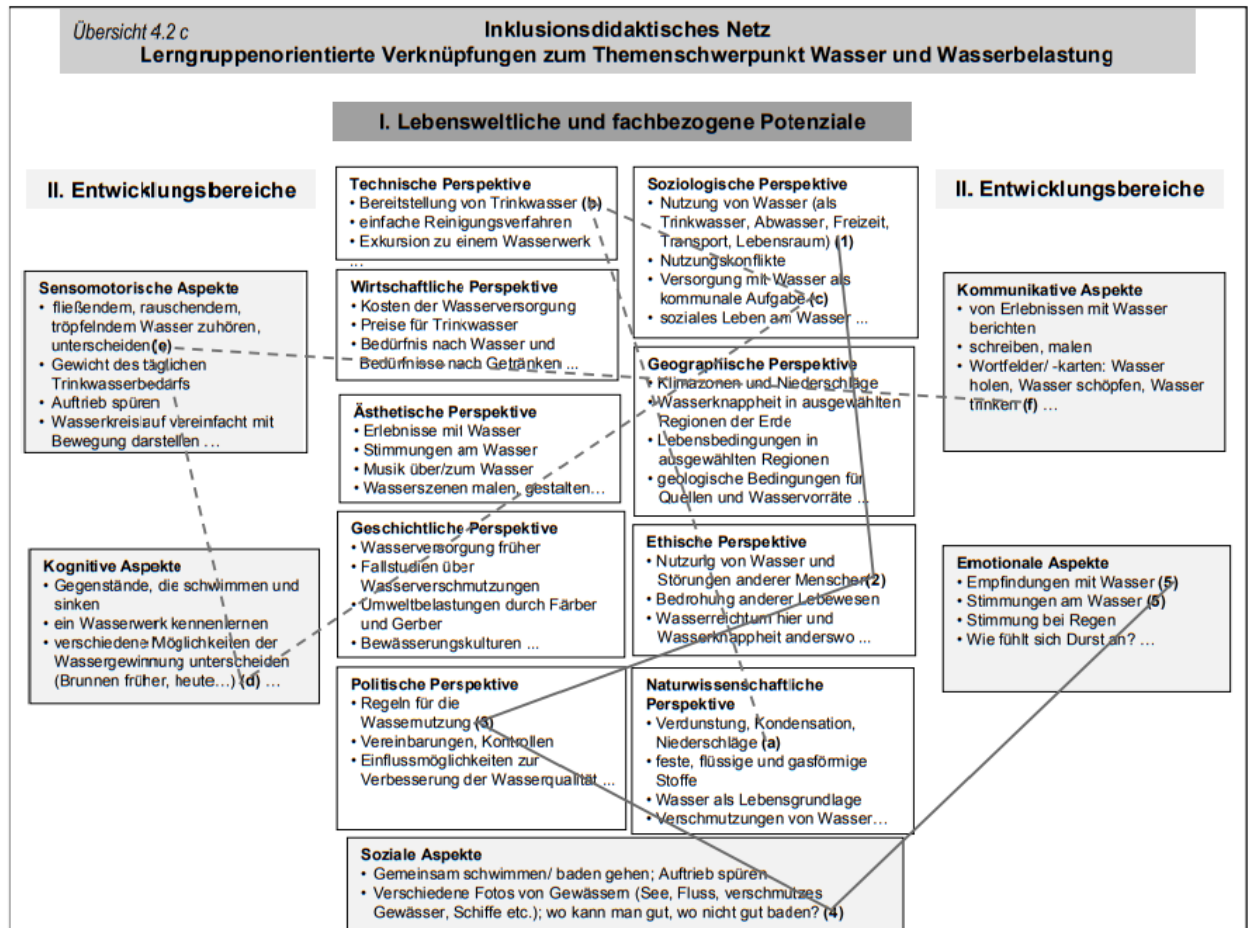 Übersicht 4.2 c
Inklusionsdidaktisches Netz
Lerngruppenorientierte Verknüpfungen zum Themenschwerpunkt Wasser und Wasserbelastung
I. Lebensweltliche und fachbezogene Potenziale
II. Entwicklungsbereiche
Sensomotorische Aspekte
• fließendem, rauschendem,
tröpfelndem Wasser zuhören,
unterscheiden(e)
• Gewicht des täglichen
Trinkwasserbedarfs
• Auftrieb spüren
• Wasserkreislauf vereinfacht mit
Bewegung darstellen ...
Kognitive Aspekte
• Gegenstände, die schwimmen und
sinken
• ein Wasserwerk kennenlernen
• verschiedene Möglichkeiten der
Wassergewinnung unterscheiden
(Brunnen früher, heute...) (d) ...
Technische Perspektive
• Bereitstellung von Trinkwasser (b)
• einfache Reinigungsverfahren
• Exkursion zu einem Wasserwerk
...
Wirtschaftliche Perspektive
• Kosten der Wasserversorgung
• Preise für Trinkwasser
• Bedürfnis nach Wasser und
Bedürfnisse nach Getränken ...
Ästhetische Perspektive
• Erlebnisse mit Wasser
• Stimmungen am Wasser
• Musik über/zum Wasser
• Wasserszenen malen, gestalten...
Geschichtliche Perspektive
• Wasserversorgung früher
• Fallstudien über
Wasserverschmutzungen
• Umweltbelastungen durch Färber
und Gerber
• Bewässerungskulturen ...
Politische Perspektive
• Regeln für die
Wassernutzung (3)
• Vereinbarungen, Kontrollen
• Einflussmöglichkeiten zur
Verbesserung der Wasserqualität ...
Soziologische Perspektive
• Nutzung von Wasser (als
Trinkwasser, Abwasser, Freizeit,
Transport, Lebensraum) (1)
• Nutzungskonflikte
• Versorgung mit Wasser als
kommunale Aufgabe (c)
• soziales Leben am Wasser ...
Geographische Perspektive
• Klimazonen und Niederschläge
• Wasserknappheit in ausgewählten
Regionen der Erde
• Lebensbedingungen in
ausgewählten Regionen
• geologische Bedingungen für
Quellen und Wasservorräte ...
Ethische Perspektive
• Nutzung von Wasser und
Störungen anderer Menschen(2)
• Bedrohung anderer Lebewesen
• Wasserreichtum hier und
Wasserknappheit anderswo ...
Naturwissenschaftliche
Perspektive
• Verdunstung, Kondensation,
Niederschläge (a)
• feste, flüssige und gasförmige
Stoffe
• Wasser als Lebensgrundlage
• Verschmutzungen von Wasser...
Soziale Aspekte
• Gemeinsam schwimmen/ baden gehen; Auftrieb spüren
• Verschiedene Fotos von Gewässern (See, Fluss, verschmutzes
Gewässer, Schiffe etc.); wo kann man gut, wo nicht gut baden? (4)
II. Entwicklungsbereiche
Kommunikative Aspekte
• von Erlebnissen mit Wasser
berichten
• schreiben, malen
• Wortfelder/ -karten: Wasser
holen, Wasser schöpfen, Wasser
trinken (f) ...
Emotionale Aspekte
• Empfindungen mit Wasser (5)
• Stimmungen am Wasser (5)
• Stimmung bei Regen
• Wie fühlt sich Durst an? ...